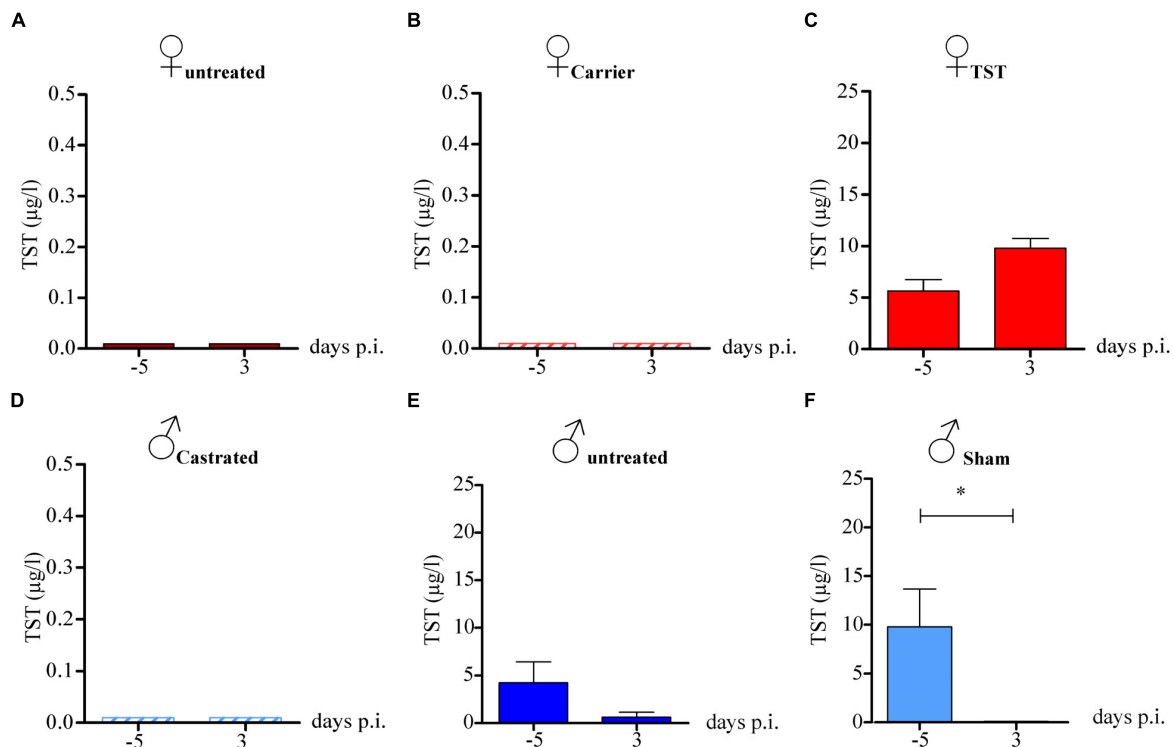 A
♀ untreated
TST (µg/l)
0.5
0.4
0.3
0.2
0.1
0.0
-5 3 days p.i.
B
♀ Carrier
TST (µg/l)
0.5
0.4
0.3
0.2
0.1
0.0
-5 3 days p.i.
C
♀ TST
TST (µg/l)
25
20
15
10
5
0
-5 3 days p.i.
D
♂ Castrated
TST (µg/l)
0.5
0.4
0.3
0.2
0.1
0.0
-5 3 days p.i.
E
♂ untreated
TST (µg/l)
25
20
15
10
5
0
-5 3 days p.i.
F
♂ Sham
*
TST (µg/l)
25
20
15
10
5
0
-5 3 days p.i.